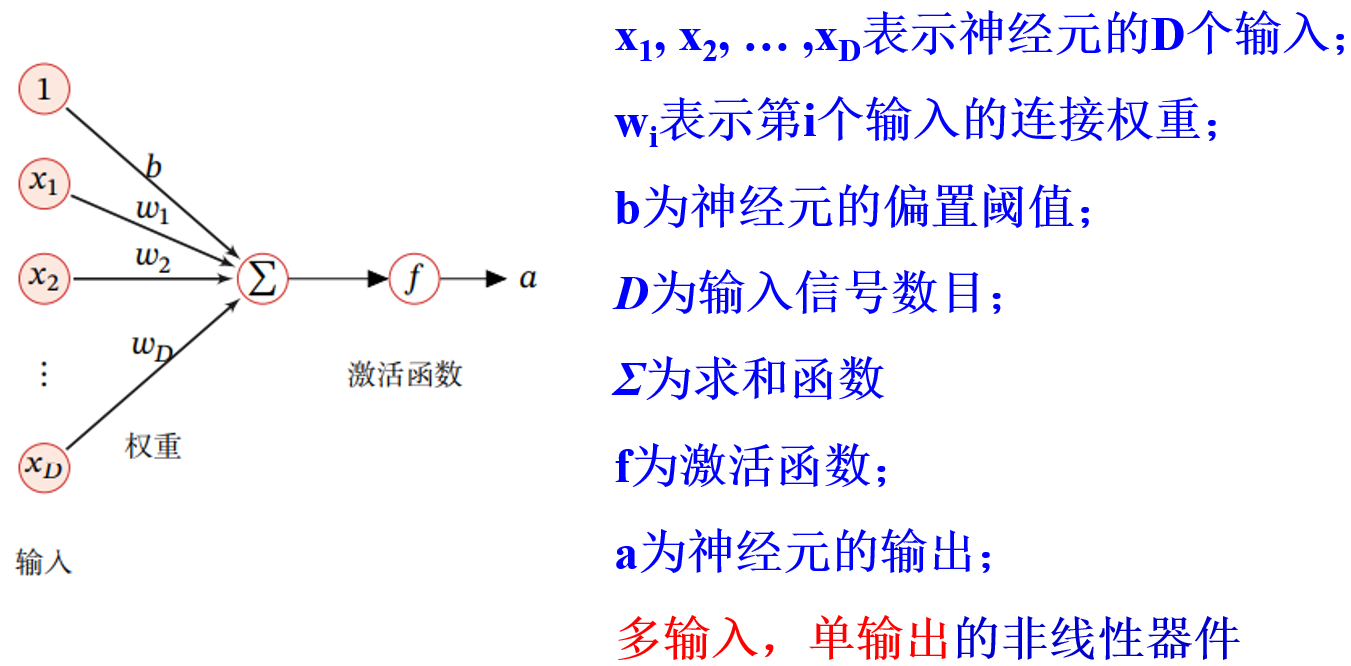 1
b
x₁
w₁
x₂
w₂
Σ
f
a
⋮
w_D
激活函数
权重
x_D
输入
x₁, x₂, … ,x_D表示神经元的D个输入；
wᵢ表示第i个输入的连接权重；
b为神经元的偏置阈值；
D为输入信号数目；
Σ为求和函数
f为激活函数；
a为神经元的输出；
多输入，单输出的非线性器件